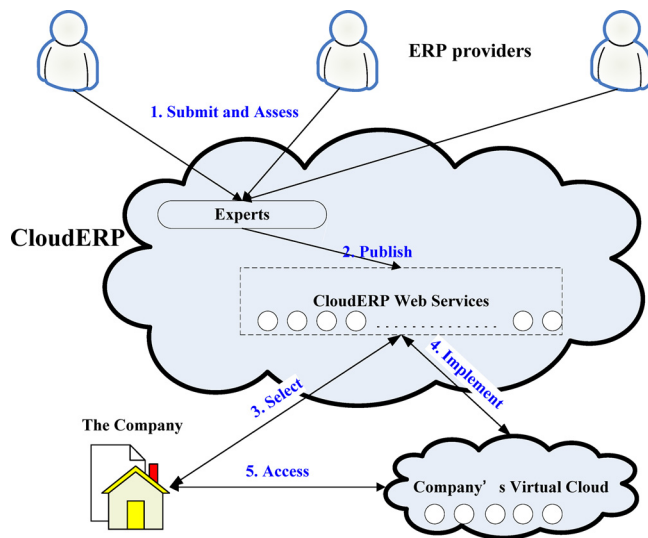 ERP providers
1. Submit and Assess
Experts
CloudERP
2. Publish
CloudERP Web Services
4. Implement
3. Select
The Company
5. Access
Company’ s Virtual Cloud